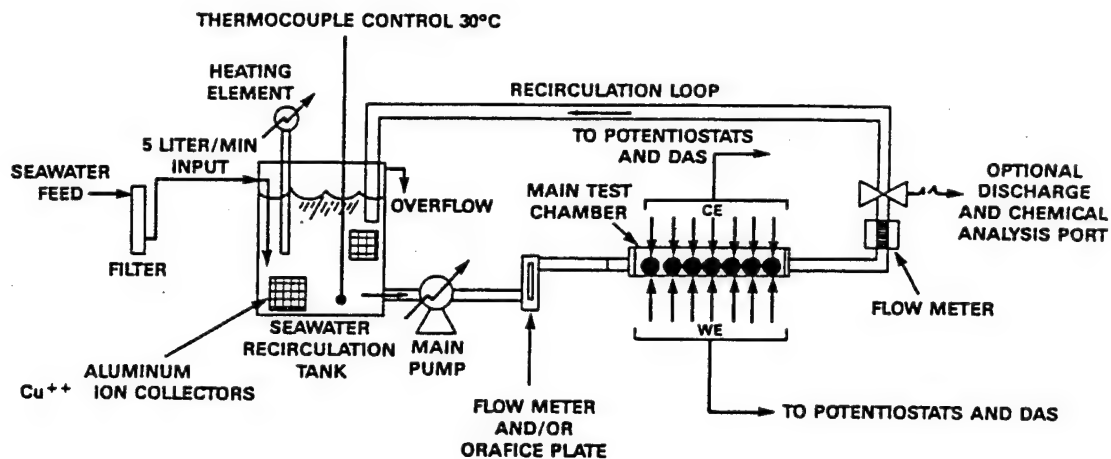 THERMOCOUPLE CONTROL 30°C
HEATING
ELEMENT
RECIRCULATION LOOP
5 LITER/MIN
INPUT
TO POTENTIOSTATS
AND DAS
SEAWATER
FEED
OVERFLOW
MAIN TEST
CHAMBER
CE
OPTIONAL
DISCHARGE
AND CHEMICAL
ANALYSIS PORT
FILTER
FLOW METER
SEAWATER
RECIRCULATION
TANK
MAIN
PUMP
WE
ALUMINUM
Cu++ ION COLLECTORS
FLOW METER
AND/OR
ORAFICE PLATE
TO POTENTIOSTATS AND DAS